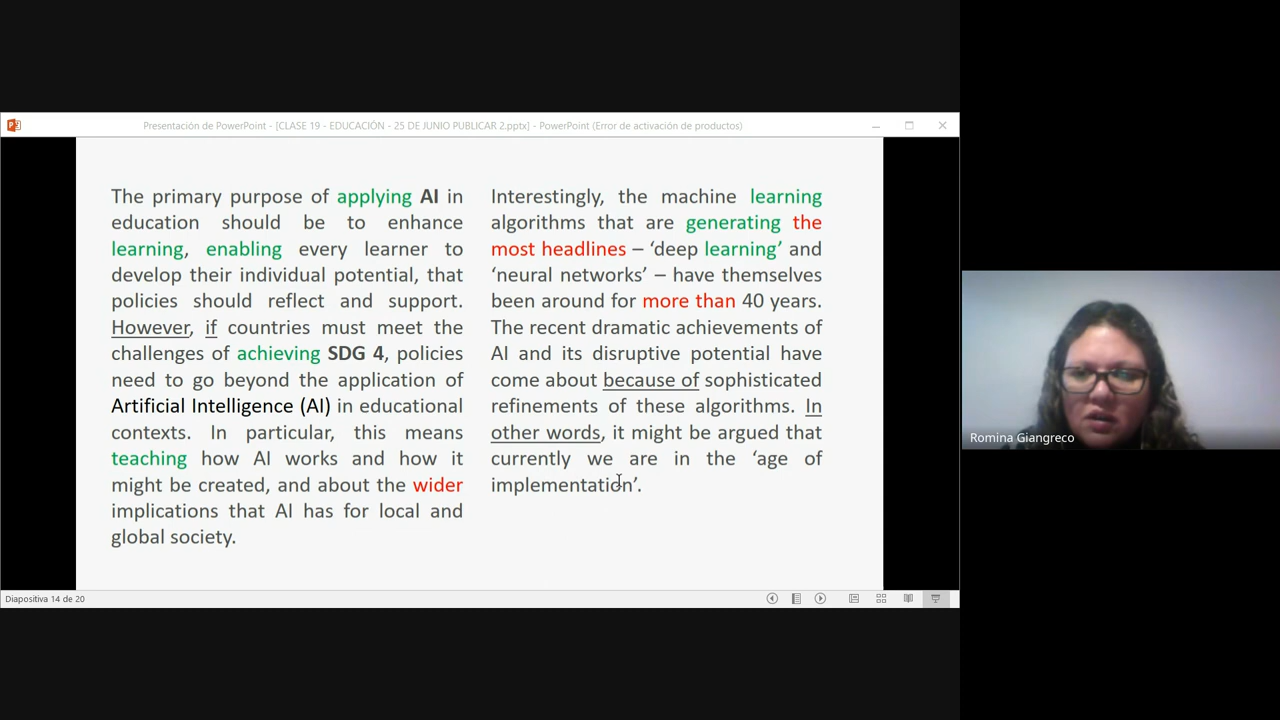 Presentación de PowerPoint - [CLASE 19 - EDUCACIÓN - 25 DE JUNIO PUBLICAR 2.pptx] - PowerPoint (Error de activación de productos)
The primary purpose of applying AI in
education should be to enhance
learning, enabling every learner to
develop their individual potential, that
policies should reflect and support.
However, if countries must meet the
challenges of achieving SDG 4, policies
need to go beyond the application of
Artificial Intelligence (AI) in educational
contexts. In particular, this means
teaching how AI works and how it
might be created, and about the wider
implications that AI has for local and
global society.
Interestingly, the machine learning
algorithms that are generating the
most headlines – ‘deep learning’ and
‘neural networks’ – have themselves
been around for more than 40 years.
The recent dramatic achievements of
AI and its disruptive potential have
come about because of sophisticated
refinements of these algorithms. In
other words, it might be argued that
currently we are in the ‘age of
implementation’.
Romina Giangreco
Diapositiva 14 de 20